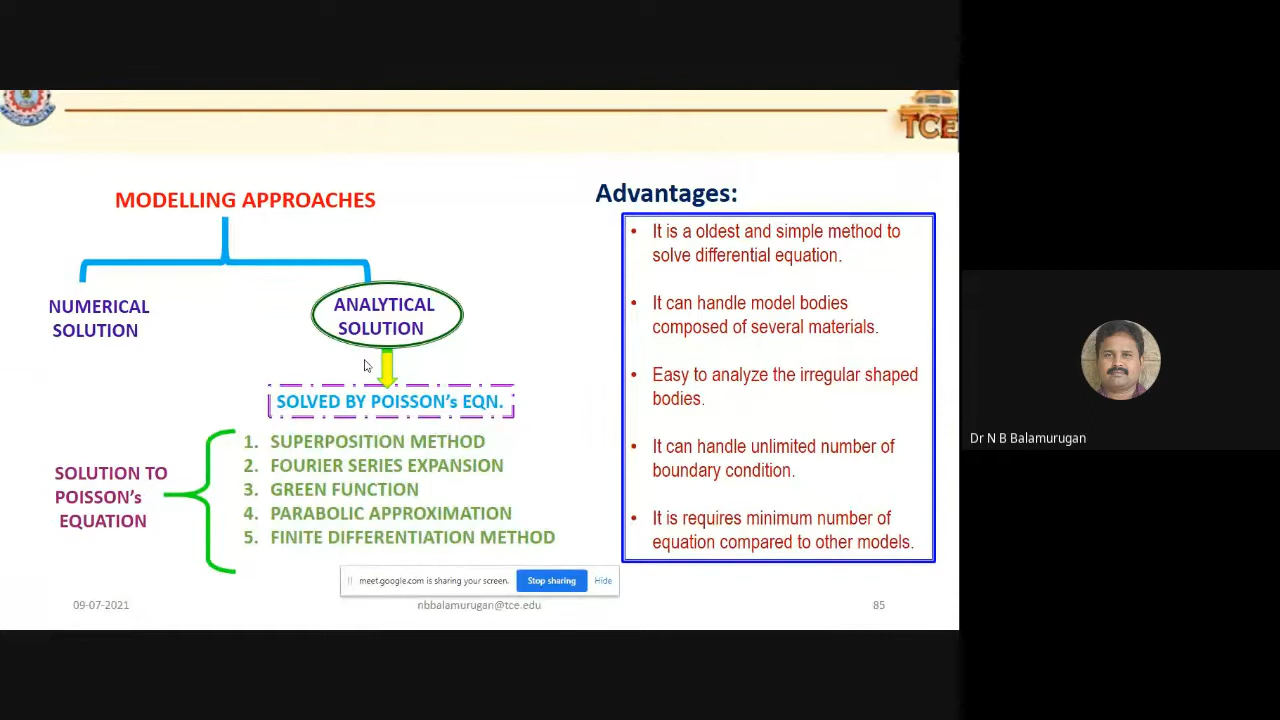 TCE
MODELLING APPROACHES
NUMERICAL
SOLUTION
ANALYTICAL
SOLUTION
SOLVED BY POISSON's EQN.
SOLUTION TO
POISSON's
EQUATION
1. SUPERPOSITION METHOD
2. FOURIER SERIES EXPANSION
3. GREEN FUNCTION
4. PARABOLIC APPROXIMATION
5. FINITE DIFFERENTIATION METHOD
Advantages:
• It is a oldest and simple method to
solve differential equation.
• It can handle model bodies
composed of several materials.
• Easy to analyze the irregular shaped
bodies.
• It can handle unlimited number of
boundary condition.
• It is requires minimum number of
equation compared to other models.
meet.google.com is sharing your screen. Stop sharing Hide
09-07-2021 nbbalamurugan@tce.edu 85
Dr N B Balamurugan